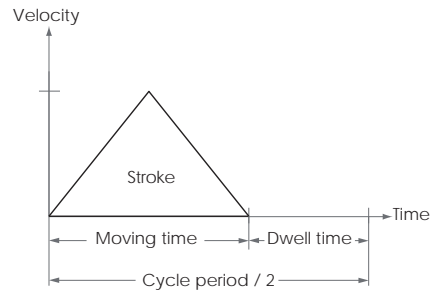 Velocity
Stroke
Time
Moving time
Dwell time
Cycle period / 2